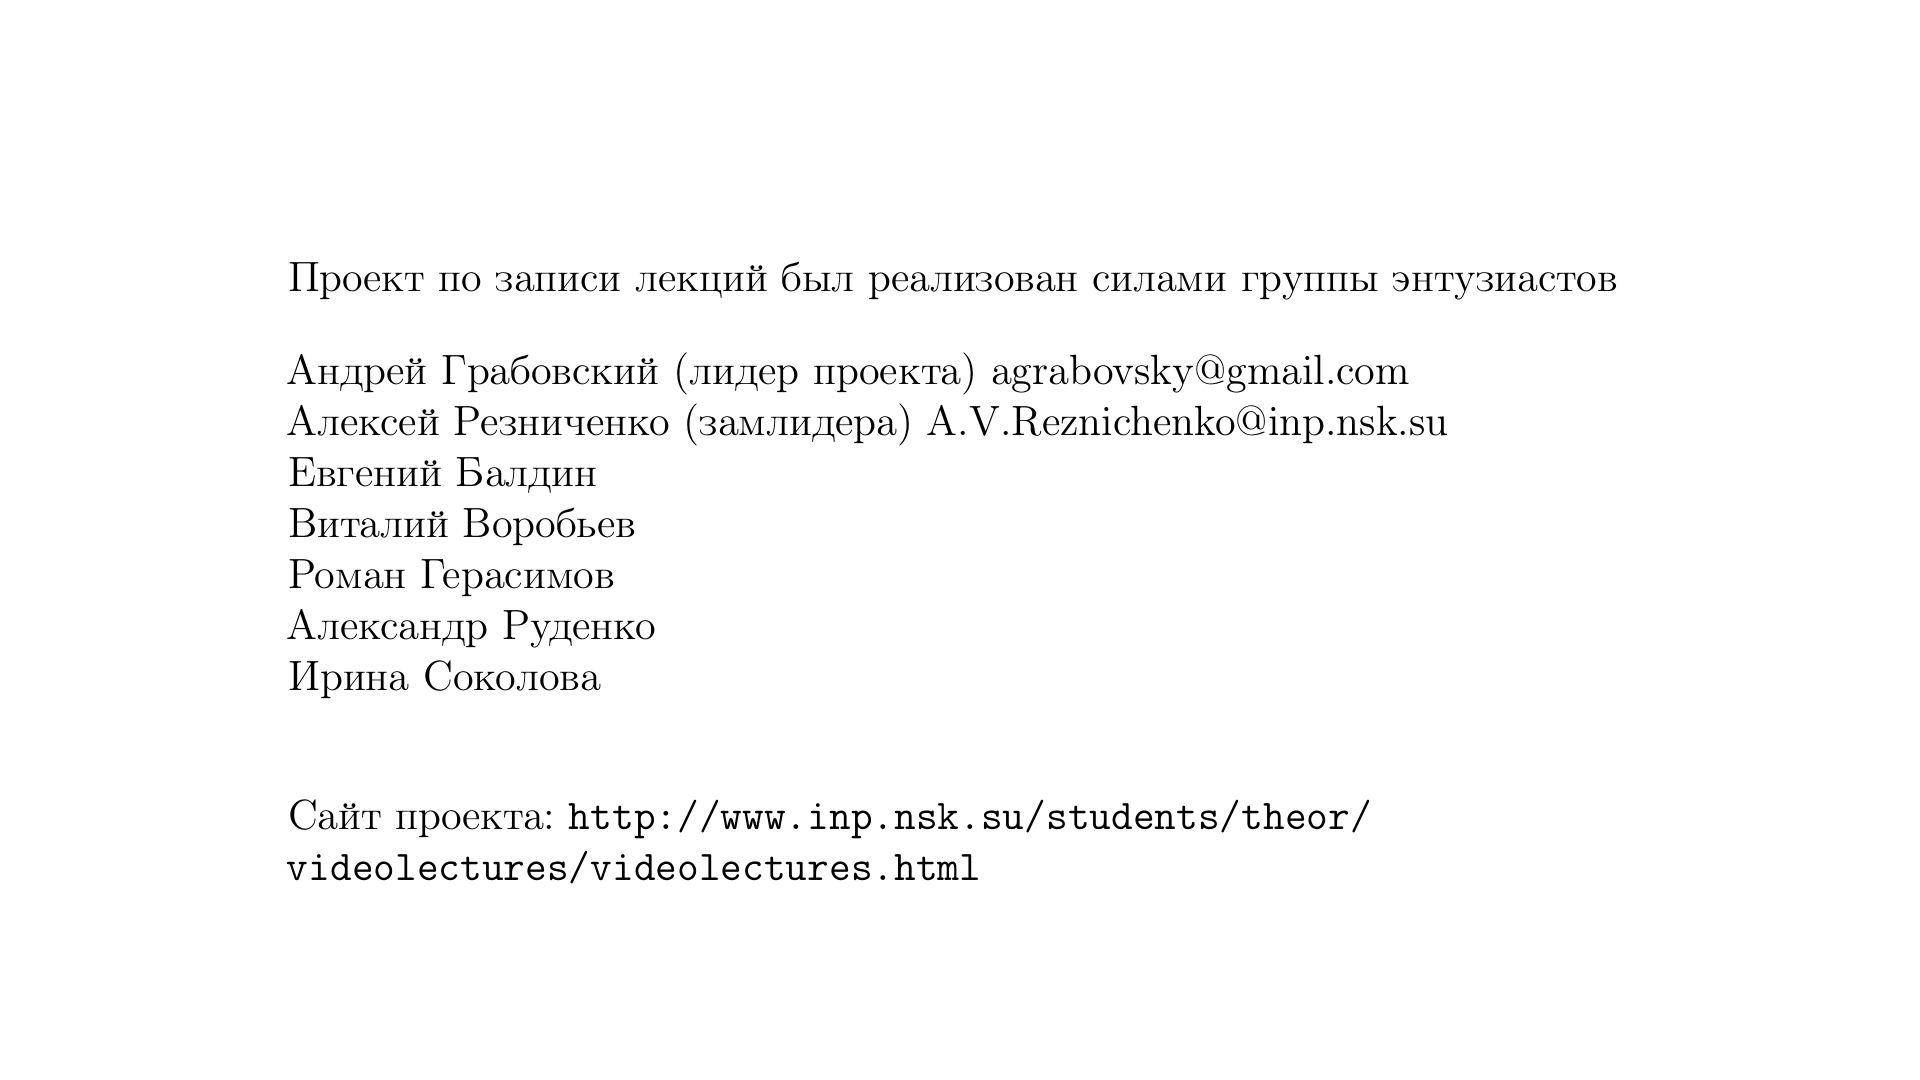 Проект по записи лекций был реализован силами группы энтузиастов
Андрей Грабовский (лидер проекта) agrabovsky@gmail.com
Алексей Резниченко (замлидера) A.V.Reznichenko@inp.nsk.su
Евгений Балдин
Виталий Воробьев
Роман Герасимов
Александр Руденко
Ирина Соколова
Сайт проекта: http://www.inp.nsk.su/students/theor/
videolectures/videolectures.html